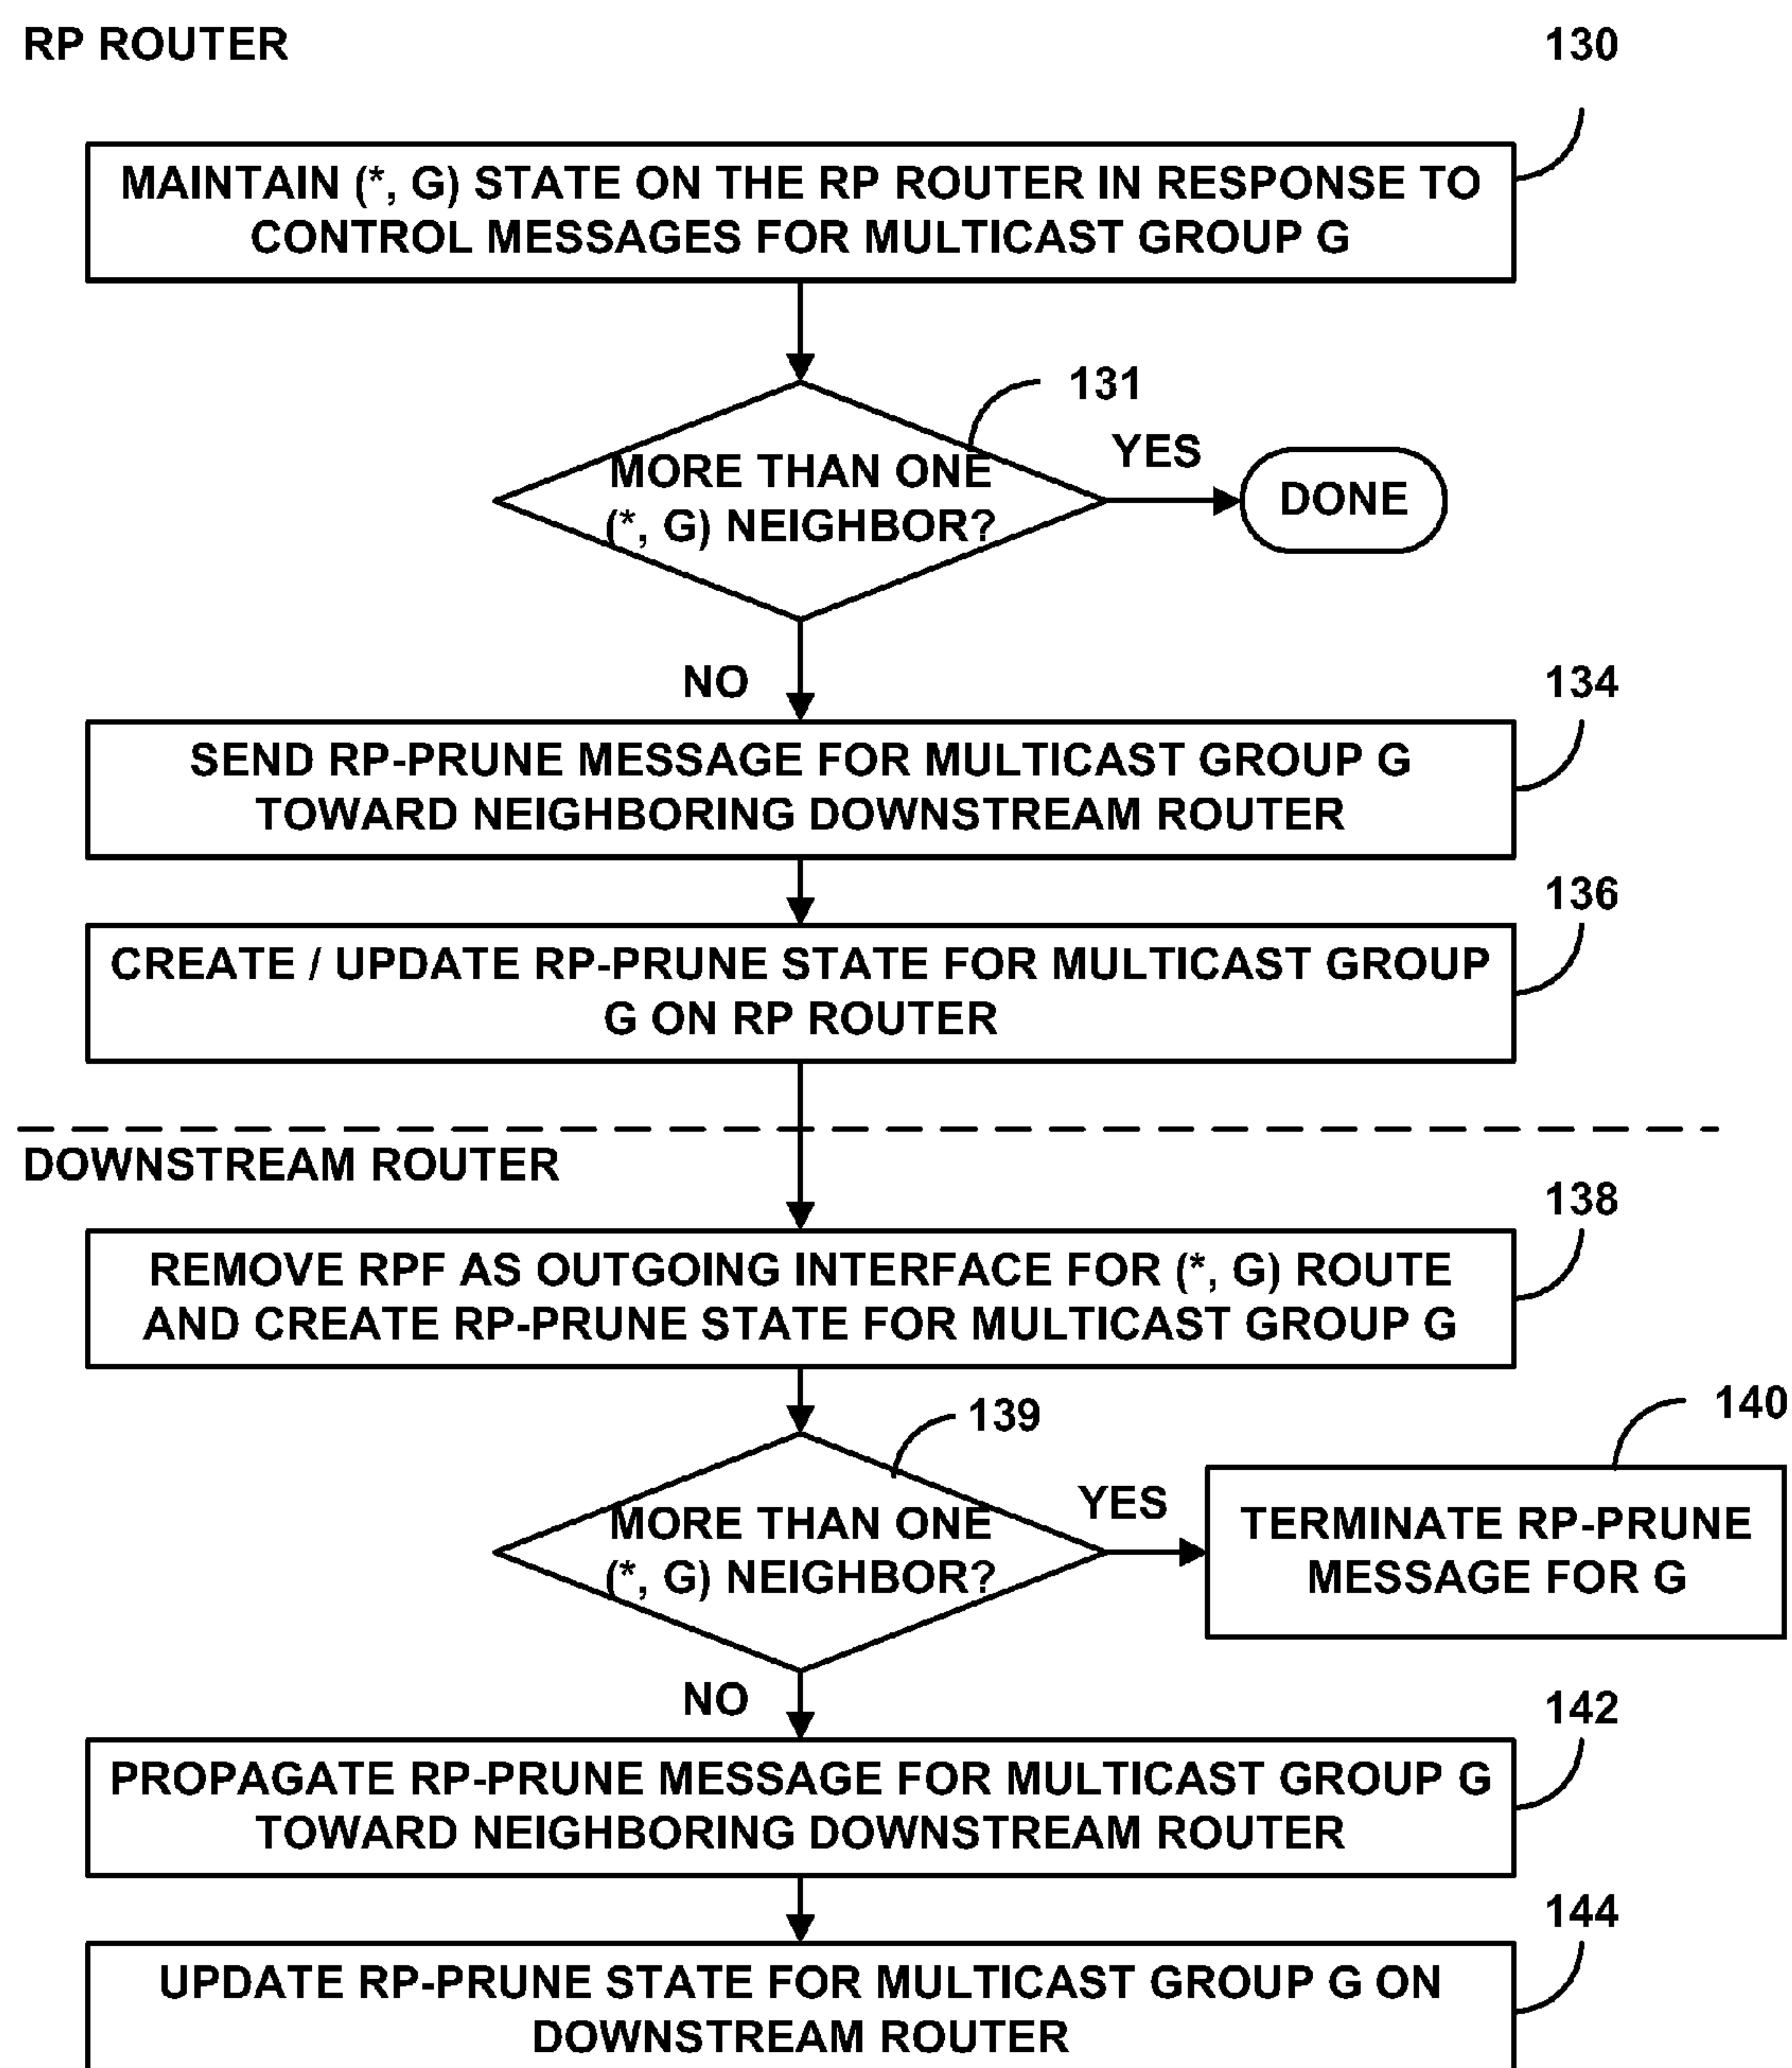 RP ROUTER
130
MAINTAIN (*, G) STATE ON THE RP ROUTER IN RESPONSE TO
CONTROL MESSAGES FOR MULTICAST GROUP G
131
MORE THAN ONE
(*, G) NEIGHBOR?
YES
DONE
NO
134
SEND RP-PRUNE MESSAGE FOR MULTICAST GROUP G
TOWARD NEIGHBORING DOWNSTREAM ROUTER
136
CREATE / UPDATE RP-PRUNE STATE FOR MULTICAST GROUP
G ON RP ROUTER
DOWNSTREAM ROUTER
138
REMOVE RPF AS OUTGOING INTERFACE FOR (*, G) ROUTE
AND CREATE RP-PRUNE STATE FOR MULTICAST GROUP G
139
140
MORE THAN ONE
(*, G) NEIGHBOR?
YES
TERMINATE RP-PRUNE
MESSAGE FOR G
NO
142
PROPAGATE RP-PRUNE MESSAGE FOR MULTICAST GROUP G
TOWARD NEIGHBORING DOWNSTREAM ROUTER
144
UPDATE RP-PRUNE STATE FOR MULTICAST GROUP G ON
DOWNSTREAM ROUTER